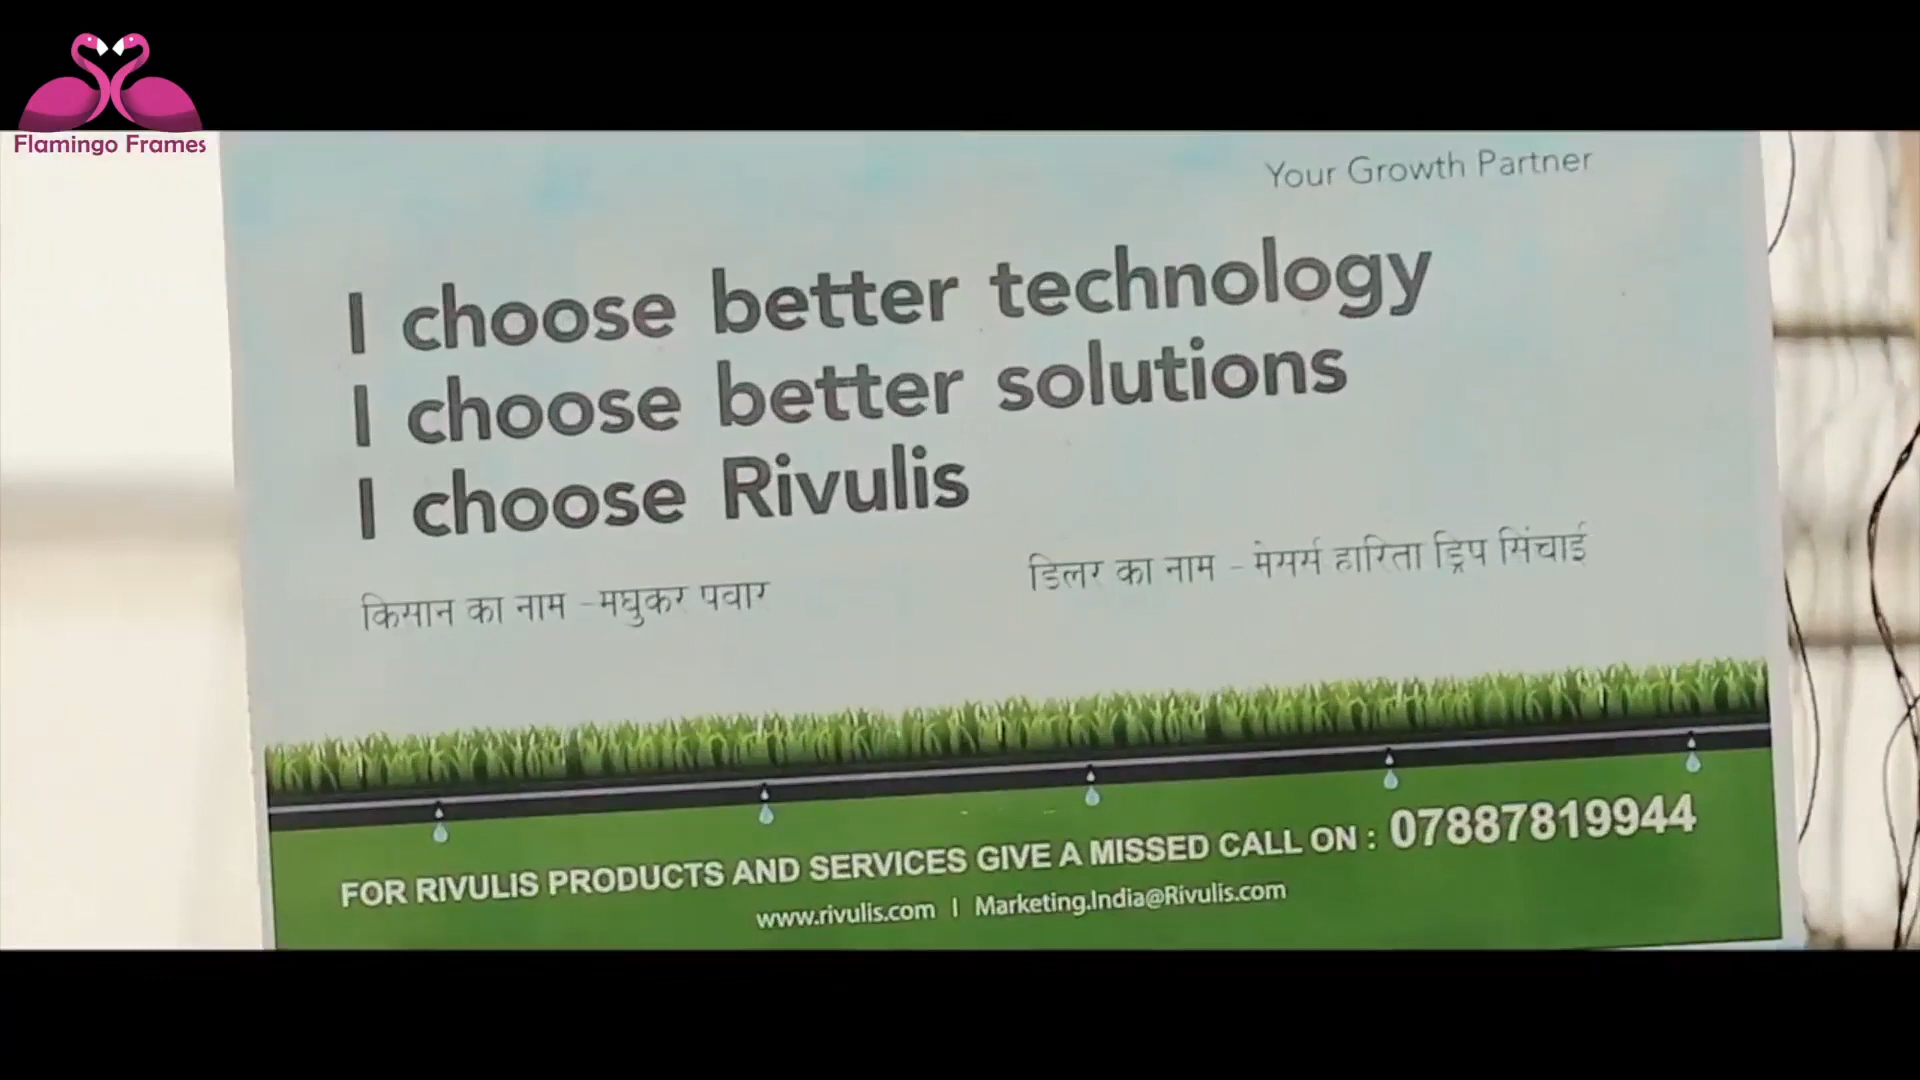 Flamingo Frames
Your Growth Partner
I choose better technology
I choose better solutions
I choose Rivulis
किसान का नाम -मधुकर पवार
डिलर का नाम - मेसर्स हारिता ड्रिप सिंचाई
FOR RIVULIS PRODUCTS AND SERVICES GIVE A MISSED CALL ON : 07887819944
www.rivulis.com | Marketing.India@Rivulis.com